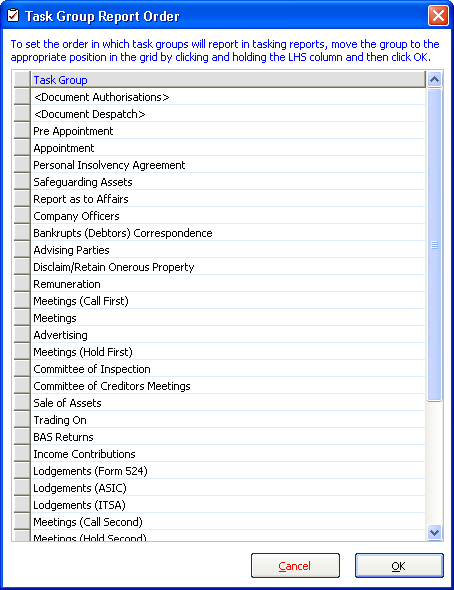 Task Group Report Order
To set the order in which task groups will report in tasking reports, move the group to the
appropriate position in the grid by clicking and holding the LHS column and then click OK.
Task Group
<Document Authorisations>
<Document Despatch>
Pre Appointment
Appointment
Personal Insolvency Agreement
Safeguarding Assets
Report as to Affairs
Company Officers
Bankrupts (Debtors) Correspondence
Advising Parties
Disclaim/Retain Onerous Property
Remuneration
Meetings (Call First)
Meetings
Advertising
Meetings (Hold First)
Committee of Inspection
Committee of Creditors Meetings
Sale of Assets
Trading On
BAS Returns
Income Contributions
Lodgements (Form 524)
Lodgements (ASIC)
Lodgements (ITSA)
Meetings (Call Second)
Meetings (Hold Second)
Cancel OK